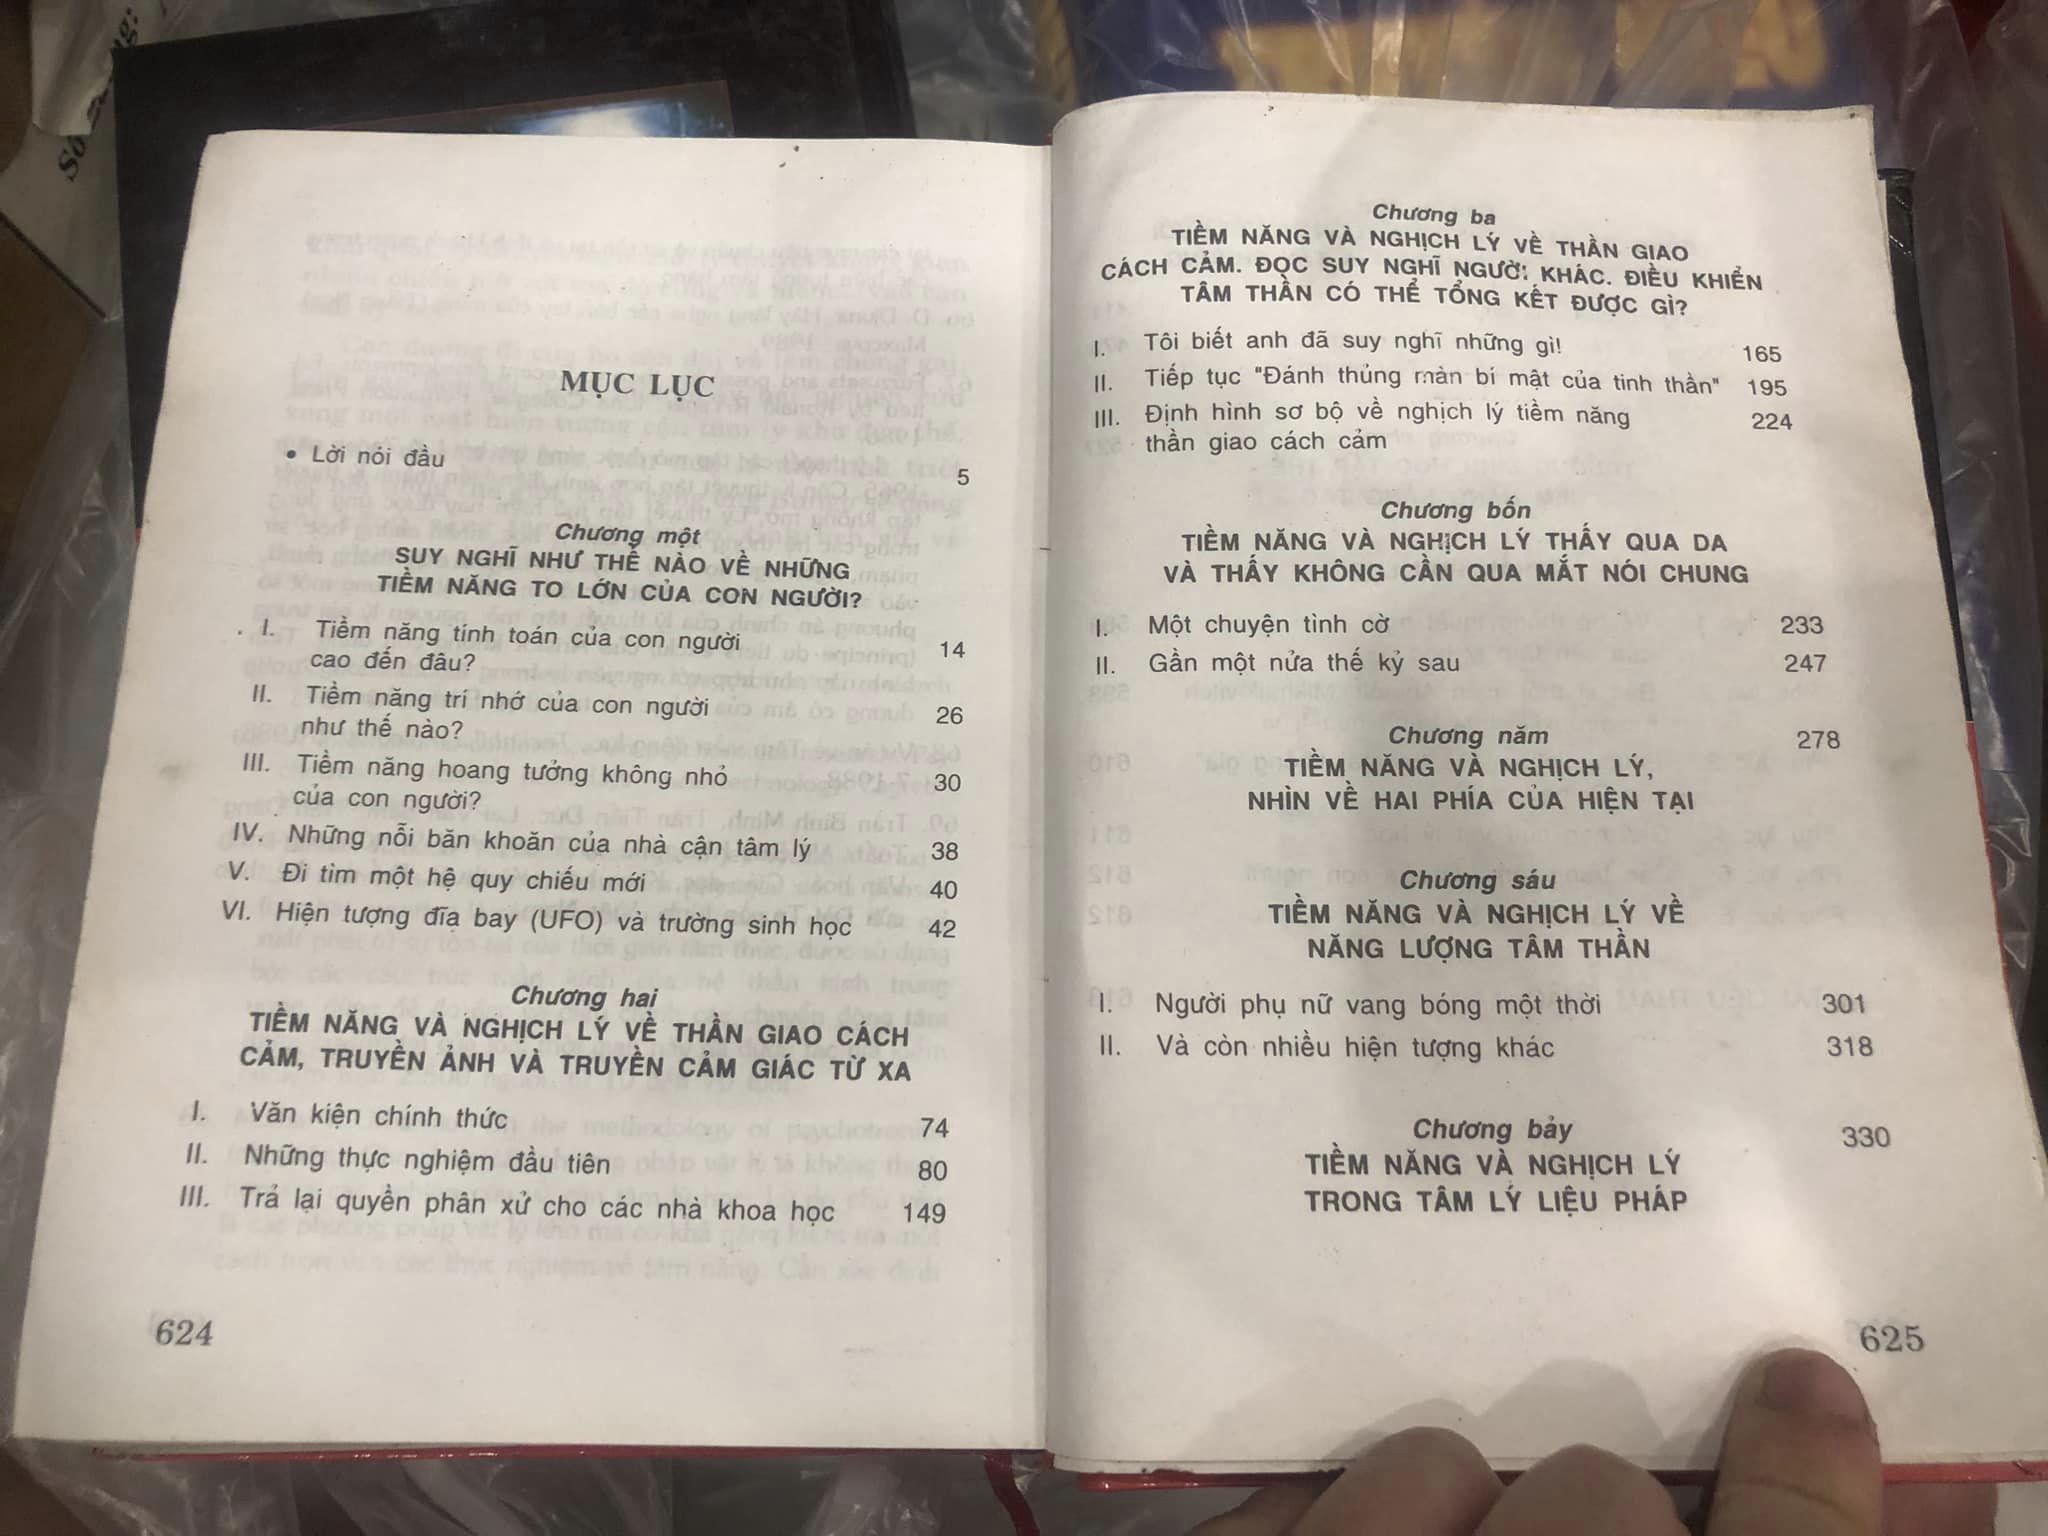 MỤC LỤC
• Lời nói đầu 5
Chương một
SUY NGHĨ NHƯ THẾ NÀO VỀ NHỮNG
TIỀM NĂNG TO LỚN CỦA CON NGƯỜI?
I. Tiềm năng tính toán của con người 14
cao đến đâu?
II. Tiềm năng trí nhớ của con người 26
như thế nào?
III. Tiềm năng hoang tưởng không nhỏ 30
của con người?
IV. Những nỗi băn khoăn của nhà cận tâm lý 38
V. Đi tìm một hệ quy chiếu mới 40
VI. Hiện tượng đĩa bay (UFO) và trường sinh học 42
Chương hai
TIỀM NĂNG VÀ NGHỊCH LÝ VỀ THẦN GIAO CÁCH
CẢM, TRUYỀN ẢNH VÀ TRUYỀN CẢM GIÁC TỪ XA
I. Văn kiện chính thức 74
II. Những thực nghiệm đầu tiên 80
III. Trả lại quyền phân xử cho các nhà khoa học 149
624
Chương ba
TIỀM NĂNG VÀ NGHỊCH LÝ VỀ THẦN GIAO
CÁCH CẢM. ĐỌC SUY NGHĨ NGƯỜI KHÁC. ĐIỀU KHIỂN
TÂM THẦN CÓ THỂ TỔNG KẾT ĐƯỢC GÌ?
I. Tôi biết anh đã suy nghĩ những gì! 165
II. Tiếp tục "Đánh thủng màn bí mật của tinh thần" 195
III. Định hình sơ bộ về nghịch lý tiềm năng 224
thần giao cách cảm
Chương bốn
TIỀM NĂNG VÀ NGHỊCH LÝ THẤY QUA DA
VÀ THẤY KHÔNG CẦN QUA MẮT NÓI CHUNG
I. Một chuyện tình cờ 233
II. Gần một nửa thế kỷ sau 247
Chương năm 278
TIỀM NĂNG VÀ NGHỊCH LÝ,
NHÌN VỀ HAI PHÍA CỦA HIỆN TẠI
Chương sáu
TIỀM NĂNG VÀ NGHỊCH LÝ VỀ
NĂNG LƯỢNG TÂM THẦN
I. Người phụ nữ vang bóng một thời 301
II. Và còn nhiều hiện tượng khác 318
Chương bảy 330
TIỀM NĂNG VÀ NGHỊCH LÝ
TRONG TÂM LÝ LIỆU PHÁP
625